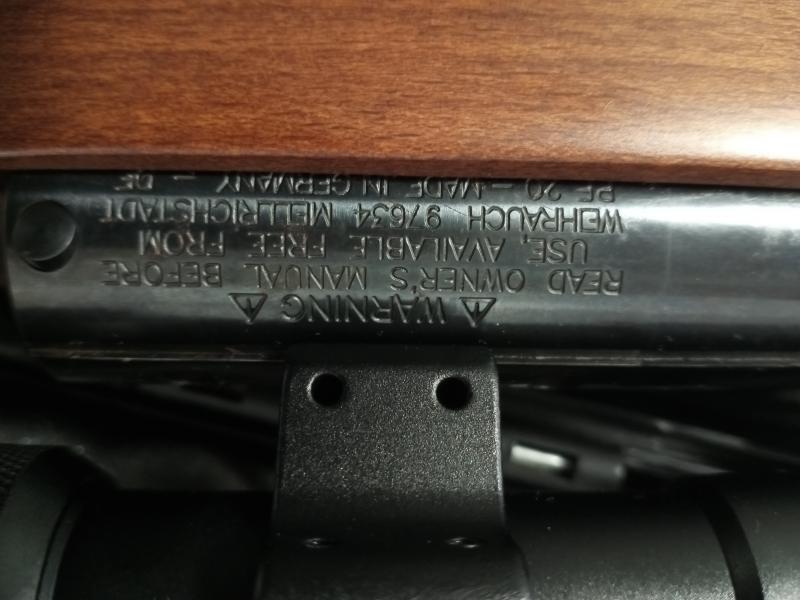 ⚠ WARNING ⚠
READ OWNER'S MANUAL BEFORE
USE, AVAILABLE FREE FROM
WEIHRAUCH 97634 MELLRICHSTADT
PF 20 – MADE IN GERMANY – DE